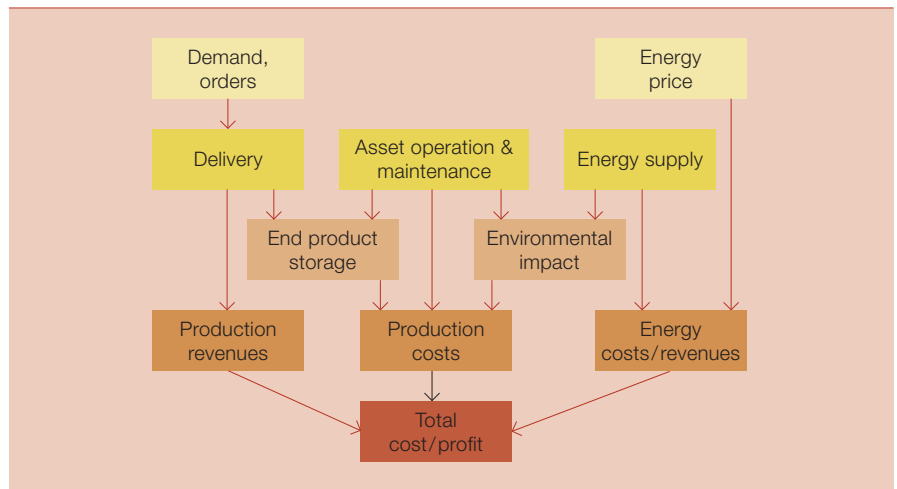 Demand,
orders
Energy
price
Delivery
Asset operation &
maintenance
Energy supply
End product
storage
Environmental
impact
Production
revenues
Production
costs
Energy
costs/revenues
Total
cost/profit